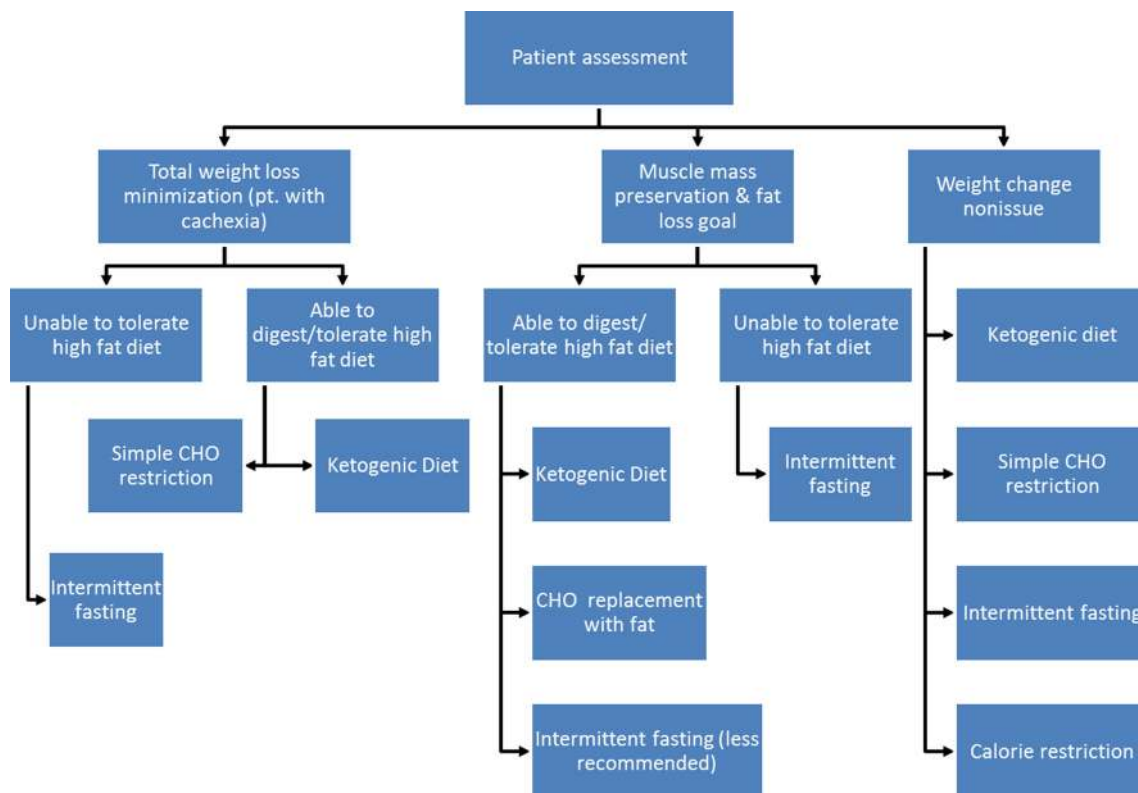 Patient assessment
Total weight loss
minimization (pt. with
cachexia)
Muscle mass
preservation & fat
loss goal
Weight change
nonissue
Unable to tolerate
high fat diet
Able to
digest/tolerate high
fat diet
Able to digest/
tolerate high fat diet
Unable to tolerate
high fat diet
Ketogenic diet
Simple CHO
restriction
Ketogenic Diet
Ketogenic Diet
Intermittent
fasting
Simple CHO
restriction
Intermittent
fasting
CHO replacement
with fat
Intermittent fasting
Intermittent fasting (less
recommended)
Calorie restriction